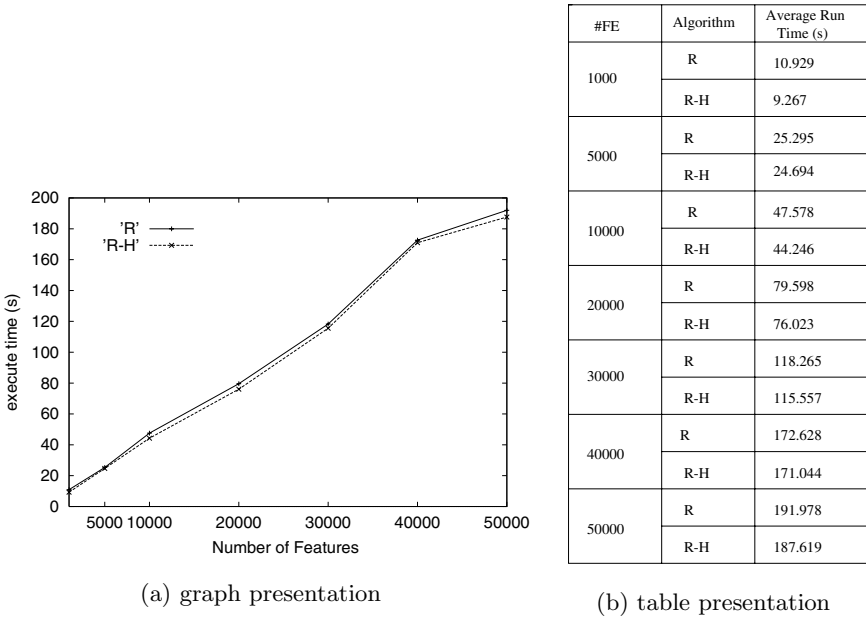 200
180
160
140
120
100
80
60
40
20
0
'R'
'R-H'
execute time (s)
5000 10000 20000 30000 40000 50000
Number of Features
(a) graph presentation
#FE Algorithm Average Run Time (s)
1000 R 10.929
R-H 9.267
5000 R 25.295
R-H 24.694
10000 R 47.578
R-H 44.246
20000 R 79.598
R-H 76.023
30000 R 118.265
R-H 115.557
40000 R 172.628
R-H 171.044
50000 R 191.978
R-H 187.619
(b) table presentation